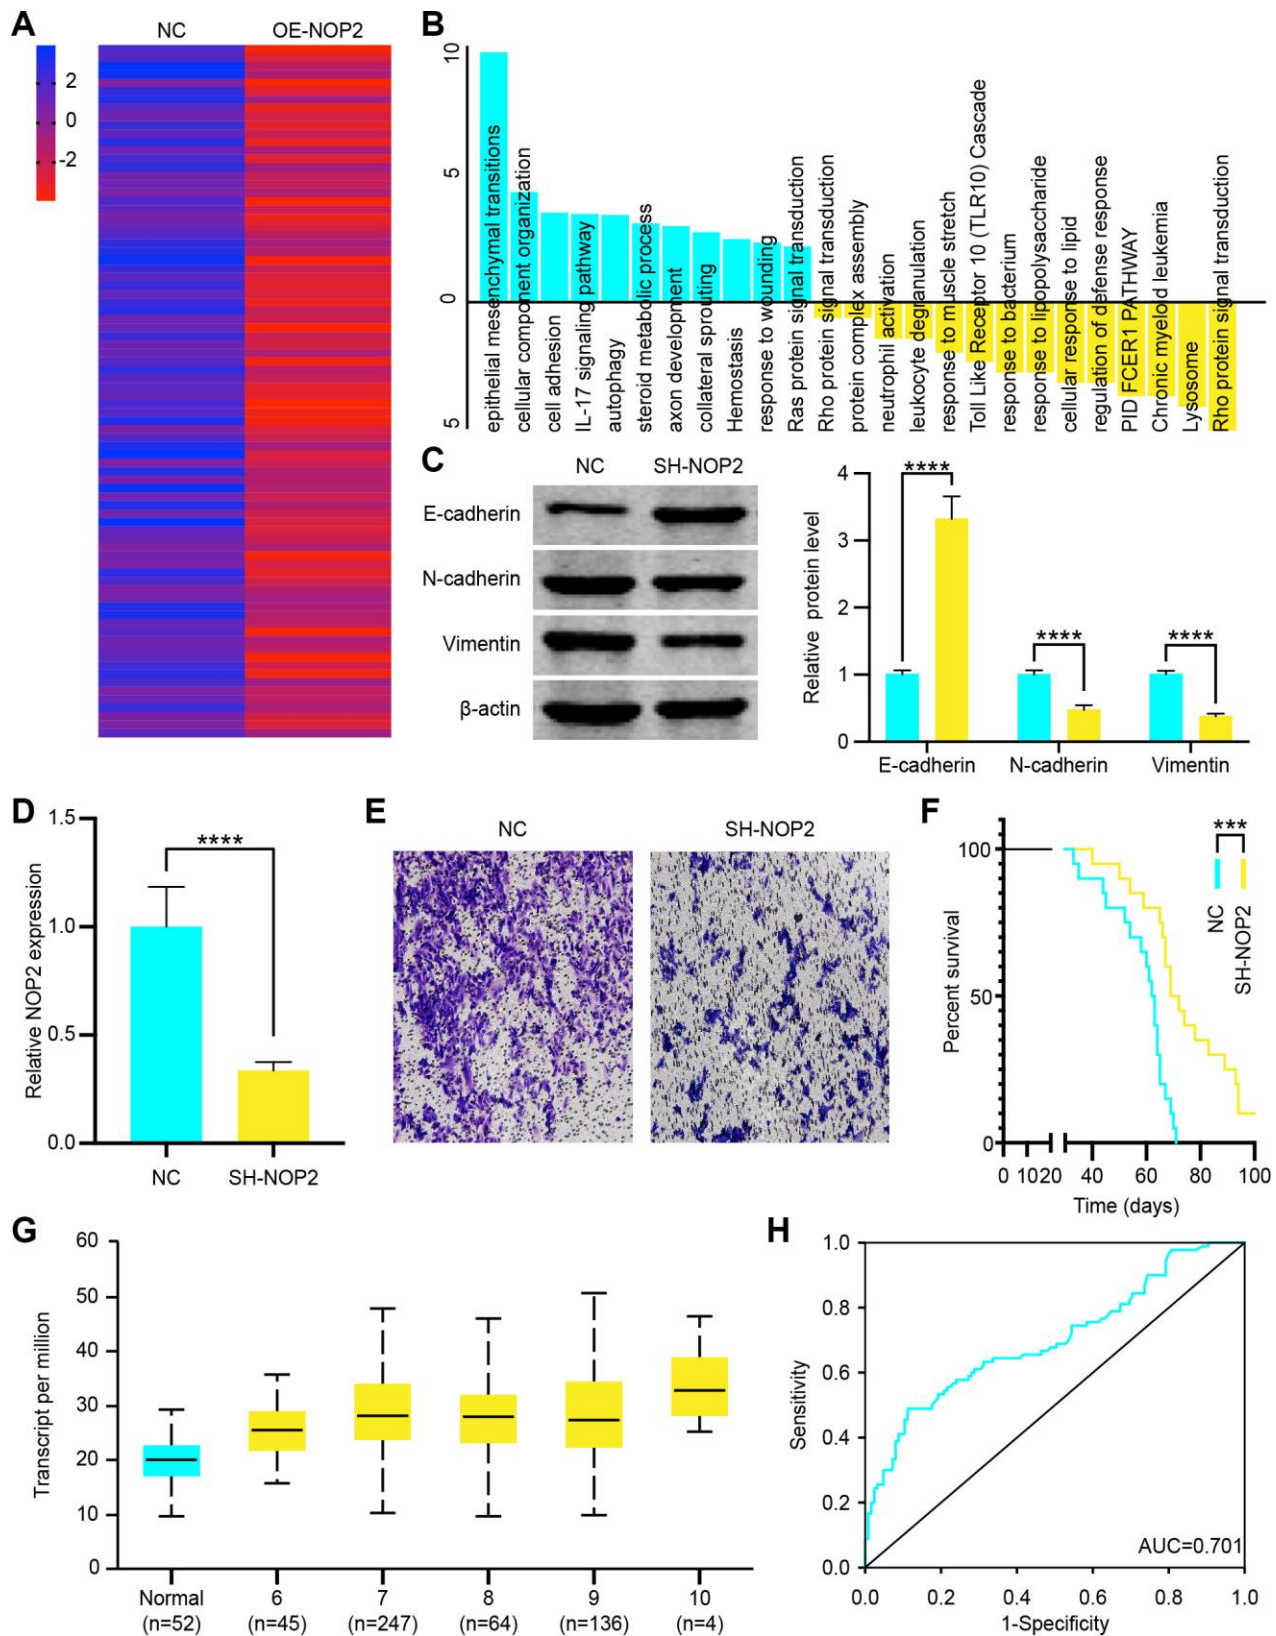 A
NC
OE-NOP2
2
0
-2
B
10
5
0
5
epithelial mesenchymal transitions
cellular component organization
cell adhesion
IL-17 signaling pathway
autophagy
steroid metabolic process
axon development
collateral sprouting
Hemostasis
response to wounding
Ras protein signal transduction
Rho protein signal transduction
protein complex assembly
neutrophil activation
leukocyte degranulation
response to muscle stretch
Toll Like Receptor 10 (TLR10) Cascade
response to bacterium
response to lipopolysaccharide
cellular response to lipid
regulation of defense response
PID FCER1 PATHWAY
Chronic myeloid leukemia
Lysosome
Rho protein signal transduction
C
NC
SH-NOP2
E-cadherin
N-cadherin
Vimentin
β-actin
Relative protein level
4
3
2
1
0
****
****
****
E-cadherin
N-cadherin
Vimentin
D
Relative NOP2 expression
1.5
1.0
0.5
0.0
****
NC
SH-NOP2
E
NC
SH-NOP2
F
Percent survival
100
50
0
***
NC
SH-NOP2
0 10 20 40 60 80 100
Time (days)
G
Transcript per million
60
50
40
30
20
10
0
Normal 6 7 8 9 10
(n=52) (n=45) (n=247) (n=64) (n=136) (n=4)
H
Sensitivity
1.0
0.8
0.6
0.4
0.2
0.0
AUC=0.701
0.0 0.2 0.4 0.6 0.8 1.0
1-Specificity